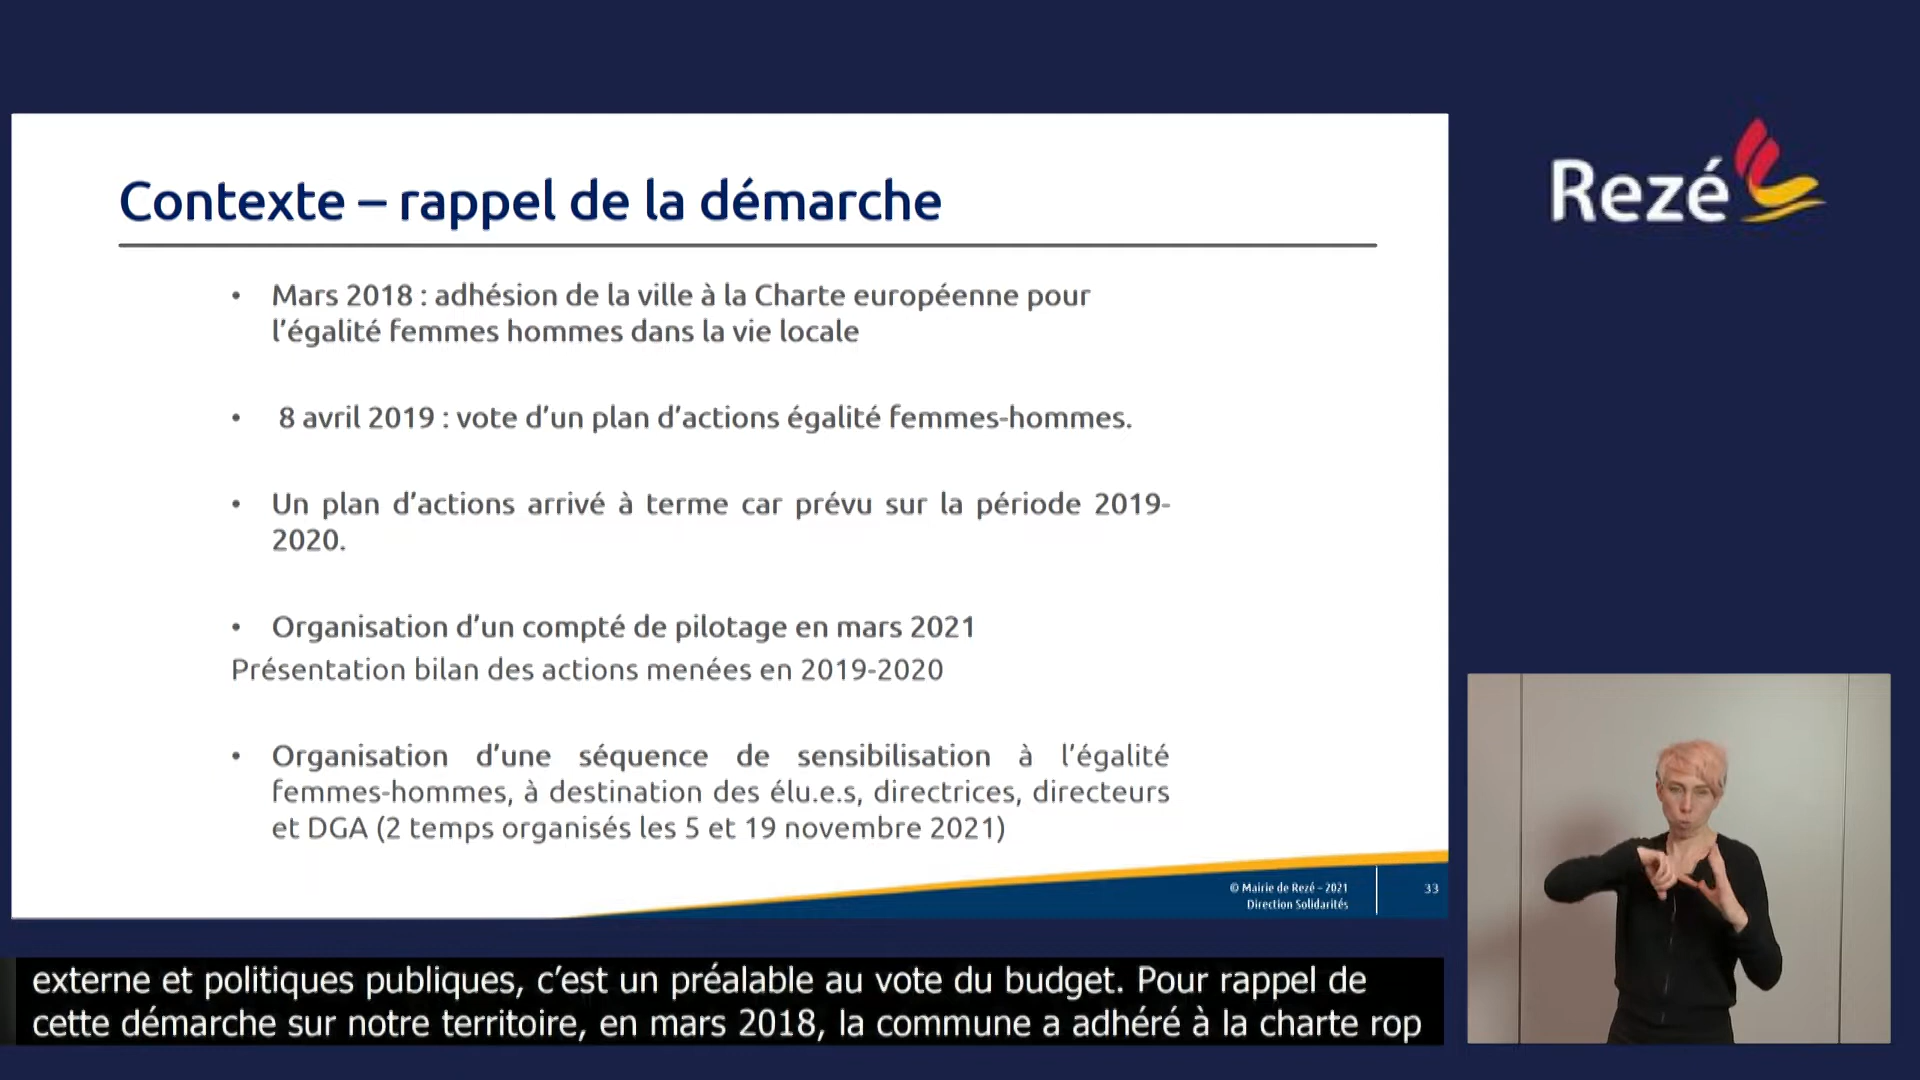 Contexte – rappel de la démarche
Rezé
• Mars 2018 : adhésion de la ville à la Charte européenne pour
l’égalité femmes hommes dans la vie locale
• 8 avril 2019 : vote d’un plan d’actions égalité femmes-hommes.
• Un plan d’actions arrivé à terme car prévu sur la période 2019-
2020.
• Organisation d’un compté de pilotage en mars 2021
Présentation bilan des actions menées en 2019-2020
• Organisation d’une séquence de sensibilisation à l’égalité
femmes-hommes, à destination des élu.e.s, directrices, directeurs
et DGA (2 temps organisés les 5 et 19 novembre 2021)
© Mairie de Rezé – 2021
Direction Solidarités
33
externe et politiques publiques, c’est un préalable au vote du budget. Pour rappel de
cette démarche sur notre territoire, en mars 2018, la commune a adhéré à la charte rop